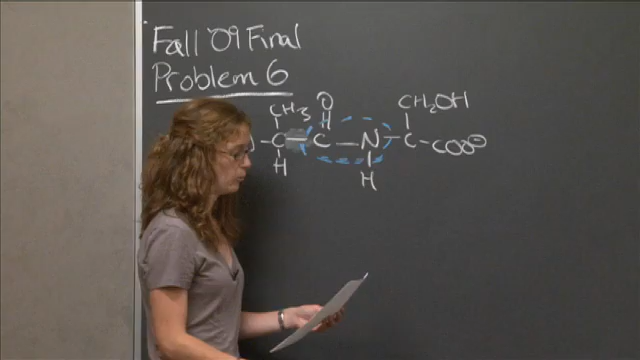 Fall '09 Final
Problem 6
CH3 O CH2OH
C C N C COO⊖
H H